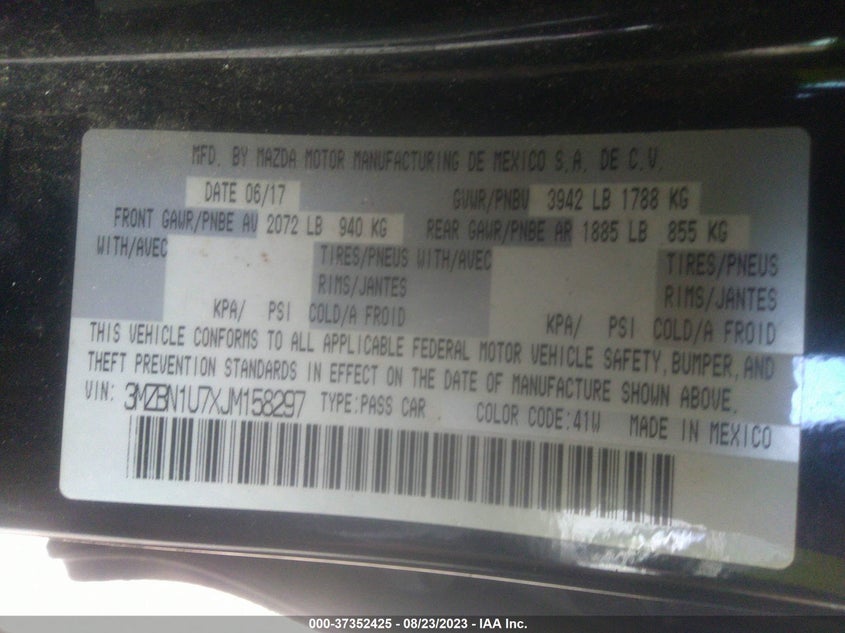 MFD. BY MAZDA MOTOR MANUFACTURING DE MEXICO S.A. DE C.V.
DATE 06/17 GVWR/PNBV 3942 LB 1788 KG
FRONT GAWR/PNBE AV 2072 LB 940 KG REAR GAWR/PNBE AR 1885 LB 855 KG
WITH/AVEC TIRES/PNEUS WITH/AVEC TIRES/PNEUS
RIMS/JANTES RIMS/JANTES
KPA/ PSI COLD/A FROID KPA/ PSI COLD/A FROID
THIS VEHICLE CONFORMS TO ALL APPLICABLE FEDERAL MOTOR VEHICLE SAFETY, BUMPER, AND
THEFT PREVENTION STANDARDS IN EFFECT ON THE DATE OF MANUFACTURE SHOWN ABOVE.
VIN: 3MZBN1U7XJM158297 TYPE:PASS CAR COLOR CODE:41W MADE IN MEXICO
000-37352425 - 08/23/2023 - IAA Inc.